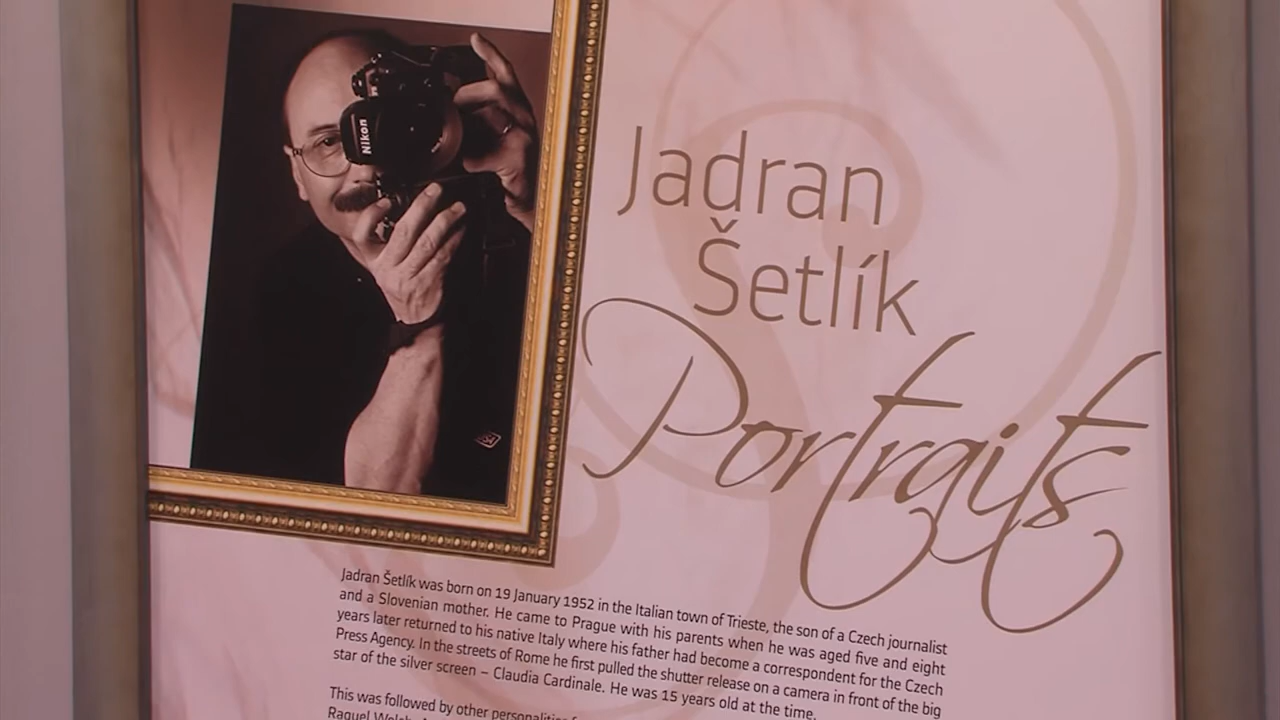 Nikon
Jadran
Šetlík
Portraits
Jadran Šetlík was born on 19 January 1952 in the Italian town of Trieste, the son of a Czech journalist
and a Slovenian mother. He came to Prague with his parents when he was aged five and eight
years later returned to his native Italy where his father had become a correspondent for the Czech
Press Agency. In the streets of Rome he first pulled the shutter release on a camera in front of the big
star of the silver screen – Claudia Cardinale. He was 15 years old at the time.
This was followed by other personalities
Raquel Welch